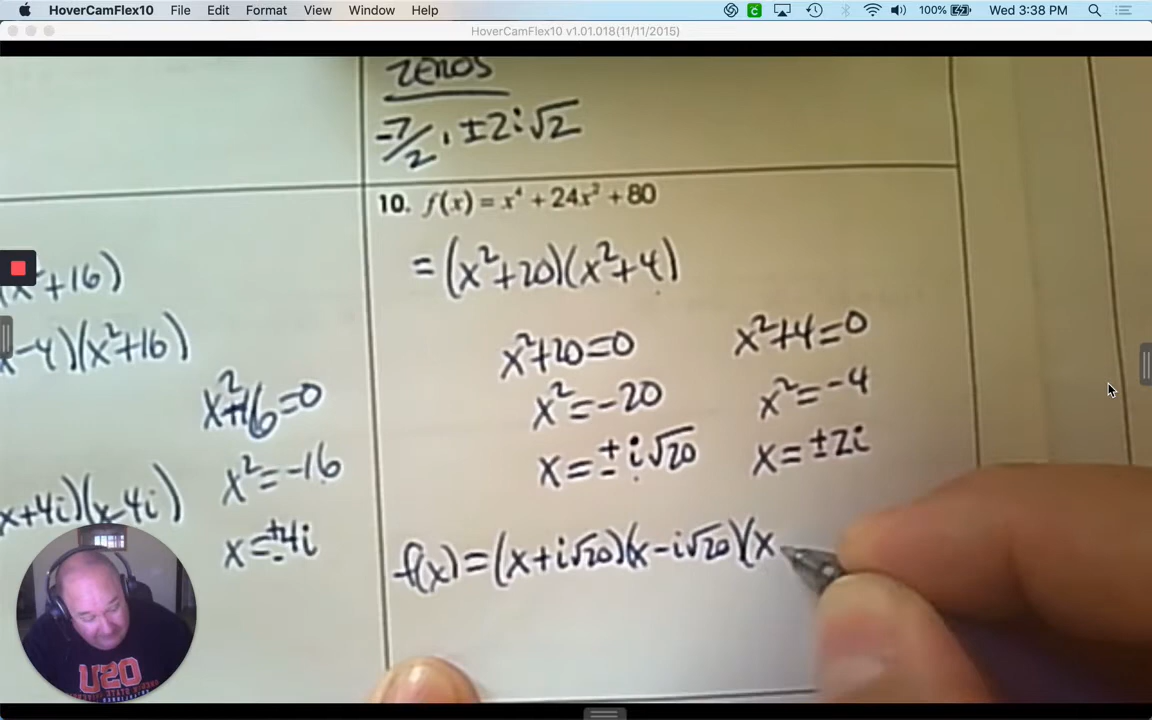 HoverCamFlex10 File Edit Format View Window Help 100% Wed 3:38 PM
HoverCamFlex10 v1.01.018(11/11/2015)
zeros
-7/2, ±2i√2
10. f(x) = x⁴ + 24x² + 80
= (x²+20)(x²+4)
x²+20=0
x²+4=0
x²=-20
x²=-4
x=±i√20
x=±2i
f(x)=(x+i√20)(x-i√20)(x
x²+16)
x-4)(x²+16)
x²+16=0
x²=-16
x+4i)(x-4i)
x=±4i